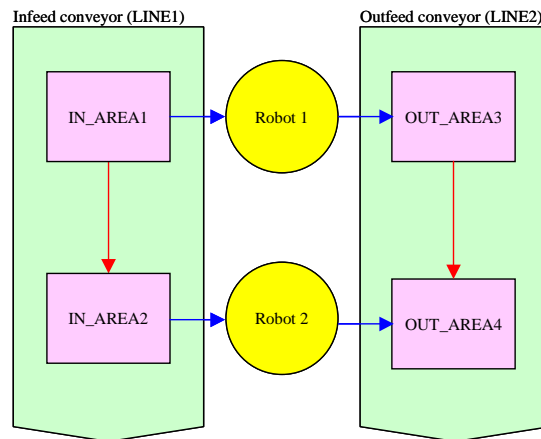 Infeed conveyor (LINE1)
Outfeed conveyor (LINE2)
IN_AREA1
Robot 1
OUT_AREA3
IN_AREA2
Robot 2
OUT_AREA4